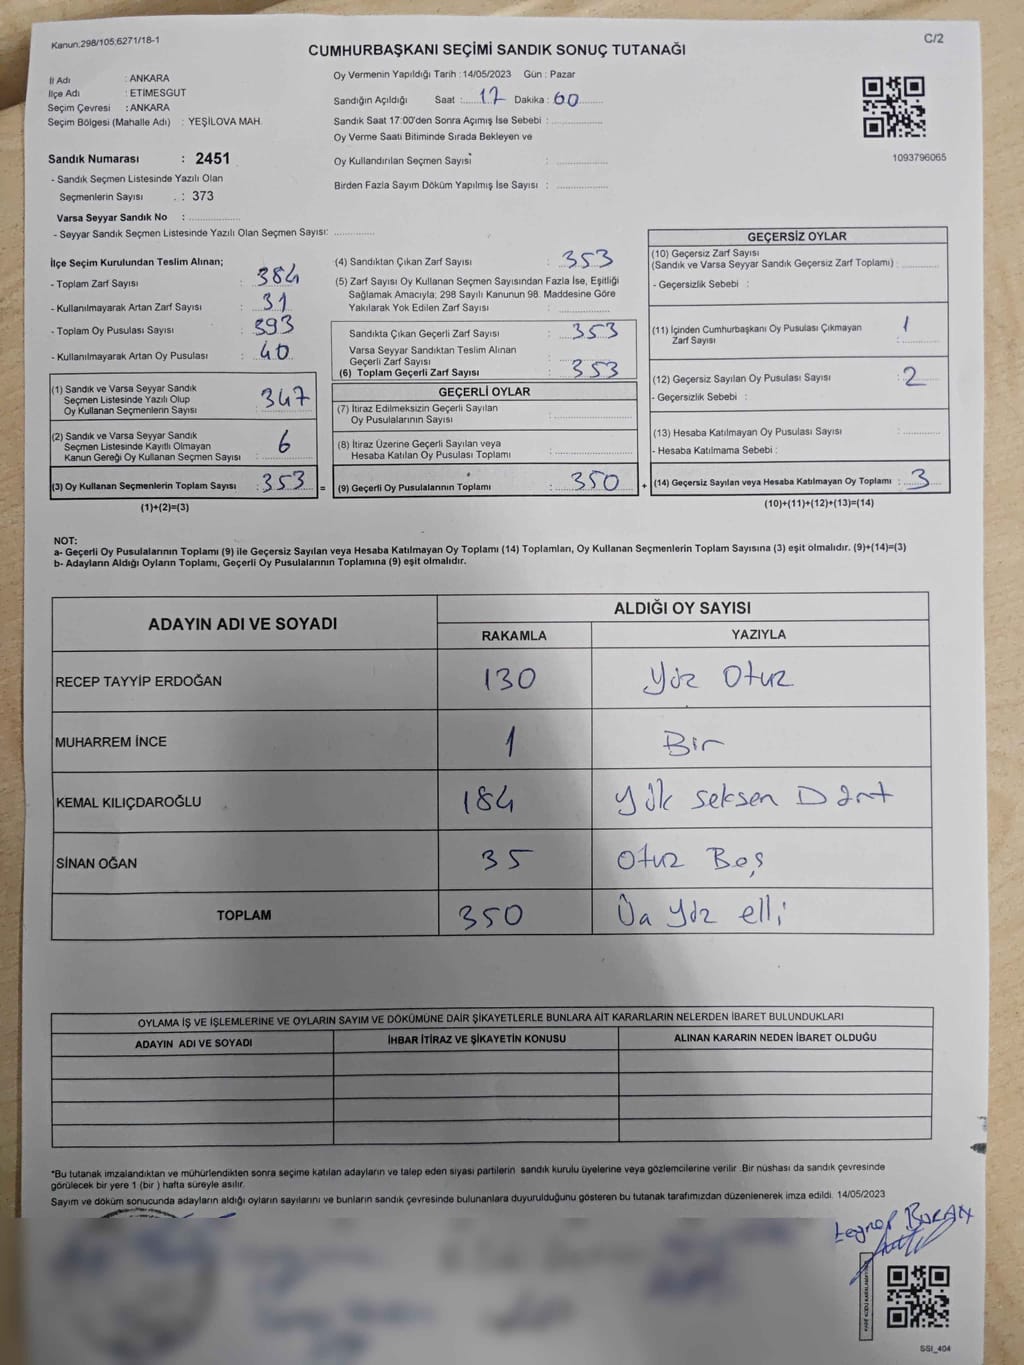 Kanun:298/105;6271/18-1
C/2
CUMHURBAŞKANI SEÇİMİ SANDIK SONUÇ TUTANAĞI
İl Adı : ANKARA
İlçe Adı : ETİMESGUT
Seçim Çevresi : ANKARA
Seçim Bölgesi (Mahalle Adı) : YEŞİLOVA MAH.
Sandık Numarası : 2451
- Sandık Seçmen Listesinde Yazılı Olan
Seçmenlerin Sayısı : 373
Varsa Seyyar Sandık No :
- Seyyar Sandık Seçmen Listesinde Yazılı Olan Seçmen Sayısı:
Oy Vermenin Yapıldığı Tarih : 14/05/2023 Gün : Pazar
Sandığın Açıldığı Saat : 17 Dakika : 60
Sandık Saat 17:00'den Sonra Açımış İse Sebebi :
Oy Verme Saati Bitiminde Sırada Bekleyen ve
Oy Kullandırılan Seçmen Sayısı :
Birden Fazla Sayım Döküm Yapılmış İse Sayısı :
1093796065
İlçe Seçim Kurulundan Teslim Alınan;
- Toplam Zarf Sayısı : 384
- Kullanılmayarak Artan Zarf Sayısı : 31
- Toplam Oy Pusulası Sayısı : 393
- Kullanılmayarak Artan Oy Pusulası : 40
(1) Sandık ve Varsa Seyyar Sandık
Seçmen Listesinde Yazılı Olup
Oy Kullanan Seçmenlerin Sayısı : 347
(2) Sandık ve Varsa Seyyar Sandık
Seçmen Listesinde Kayıtlı Olmayan
Kanun Gereği Oy Kullanan Seçmen Sayısı : 6
(3) Oy Kullanan Seçmenlerin Toplam Sayısı : 353 =
(1)+(2)=(3)
(4) Sandıktan Çıkan Zarf Sayısı : 353
(5) Zarf Sayısı Oy Kullanan Seçmen Sayısından Fazla İse, Eşitliği
Sağlamak Amacıyla; 298 Sayılı Kanunun 98. Maddesine Göre
Yakılarak Yok Edilen Zarf Sayısı :
Sandıkta Çıkan Geçerli Zarf Sayısı : 353
Varsa Seyyar Sandıktan Teslim Alınan
Geçerli Zarf Sayısı :
(6) Toplam Geçerli Zarf Sayısı : 353
GEÇERLİ OYLAR
(7) İtiraz Edilmeksizin Geçerli Sayılan
Oy Pusulalarının Sayısı :
(8) İtiraz Üzerine Geçerli Sayılan veya
Hesaba Katılan Oy Pusulası Toplamı :
(9) Geçerli Oy Pusulalarının Toplamı : 350 +
GEÇERSİZ OYLAR
(10) Geçersiz Zarf Sayısı
(Sandık ve Varsa Seyyar Sandık Geçersiz Zarf Toplamı) :
- Geçersizlik Sebebi :
(11) İçinden Cumhurbaşkanı Oy Pusulası Çıkmayan
Zarf Sayısı : 1
(12) Geçersiz Sayılan Oy Pusulası Sayısı : 2
- Geçersizlik Sebebi :
(13) Hesaba Katılmayan Oy Pusulası Sayısı :
- Hesaba Katılmama Sebebi :
(14) Geçersiz Sayılan veya Hesaba Katılmayan Oy Toplamı : 3
(10)+(11)+(12)+(13)=(14)
NOT:
a- Geçerli Oy Pusulalarının Toplamı (9) ile Geçersiz Sayılan veya Hesaba Katılmayan Oy Toplamı (14) Toplamları, Oy Kullanan Seçmenlerin Toplam Sayısına (3) eşit olmalıdır. (9)+(14)=(3)
b- Adayların Aldığı Oyların Toplamı, Geçerli Oy Pusulalarının Toplamına (9) eşit olmalıdır.
ADAYIN ADI VE SOYADI
ALDIĞI OY SAYISI
RAKAMLA YAZIYLA
RECEP TAYYİP ERDOĞAN 130 Yüz Otuz
MUHARREM İNCE 1 Bir
KEMAL KILIÇDAROĞLU 184 Yük seksen Dört
SİNAN OĞAN 35 Otuz Beş
TOPLAM 350 Üç Yüz elli
OYLAMA İŞ VE İŞLEMLERİNE VE OYLARIN SAYIM VE DÖKÜMÜNE DAİR ŞİKAYETLERLE BUNLARA AİT KARARLARIN NELERDEN İBARET BULUNDUKLARI
ADAYIN ADI VE SOYADI İHBAR İTİRAZ VE ŞİKAYETİN KONUSU ALINAN KARARIN NEDEN İBARET OLDUĞU
*Bu tutanak imzalandıktan ve mühürlendikten sonra seçime katılan adayların ve talep eden siyasi partilerin sandık kurulu üyelerine veya gözlemcilerine verilir. Bir nüshası da sandık çevresinde
görülecek bir yere 1 (bir) hafta süreyle asılır.
Sayım ve döküm sonucunda adayların aldığı oyların sayılarını ve bunların sandık çevresinde bulunanlara duyurulduğunu gösteren bu tutanak tarafımızdan düzenlenerek imza edildi. 14/05/2023
SSI_404